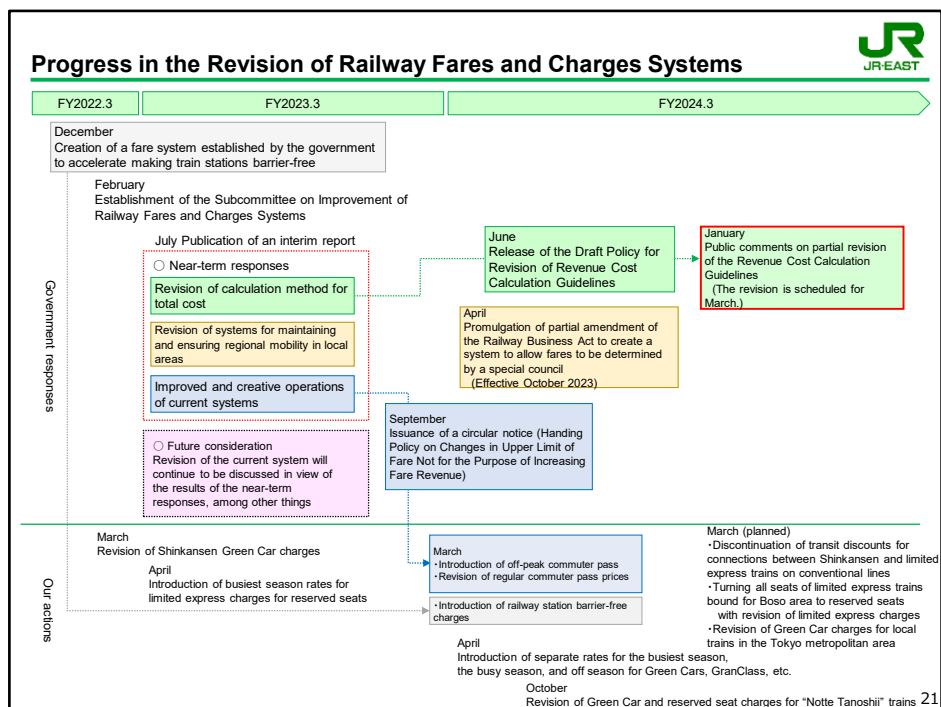 Progress in the Revision of Railway Fares and Charges Systems
JR
JR-EAST
FY2022.3
FY2023.3
FY2024.3
Government responses
December
Creation of a fare system established by the government
to accelerate making train stations barrier-free
February
Establishment of the Subcommittee on Improvement of
Railway Fares and Charges Systems
July Publication of an interim report
○ Near-term responses
Revision of calculation method for
total cost
Revision of systems for maintaining
and ensuring regional mobility in local
areas
Improved and creative operations
of current systems
○ Future consideration
Revision of the current system will
continue to be discussed in view of
the results of the near-term
responses, among other things
June
Release of the Draft Policy for
Revision of Revenue Cost
Calculation Guidelines
January
Public comments on partial revision
of the Revenue Cost Calculation
Guidelines
(The revision is scheduled for
March.)
April
Promulgation of partial amendment of
the Railway Business Act to create a
system to allow fares to be determined
by a special council
(Effective October 2023)
September
Issuance of a circular notice (Handing
Policy on Changes in Upper Limit of
Fare Not for the Purpose of Increasing
Fare Revenue)
Our actions
March
Revision of Shinkansen Green Car charges
April
Introduction of busiest season rates for
limited express charges for reserved seats
March
・Introduction of off-peak commuter pass
・Revision of regular commuter pass prices
・Introduction of railway station barrier-free
charges
March (planned)
・Discontinuation of transit discounts for
connections between Shinkansen and limited
express trains on conventional lines
・Turning all seats of limited express trains
bound for Boso area to reserved seats
with revision of limited express charges
・Revision of Green Car charges for local
trains in the Tokyo metropolitan area
April
Introduction of separate rates for the busiest season,
the busy season, and off season for Green Cars, GranClass, etc.
October
Revision of Green Car and reserved seat charges for “Notte Tanoshii” trains
21